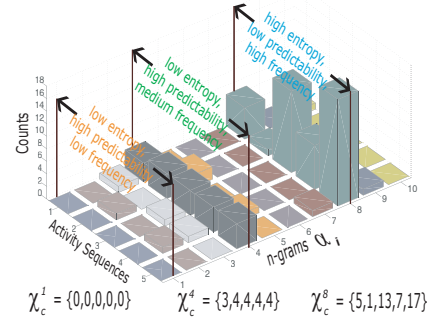 high entropy,
low predictability,
high frequency
low entropy,
high predictability,
medium frequency
low entropy,
high predictability,
low frequency
Counts
18
16
14
12
10
8
6
4
2
0
1
2
3
4
5
Activity Sequences
1
2
3
4
5
6
7
8
9
10
n-grams α i
χ c 1 = {0,0,0,0,0}
χ c 4 = {3,4,4,4,4}
χ c 8 = {5,1,13,7,17}